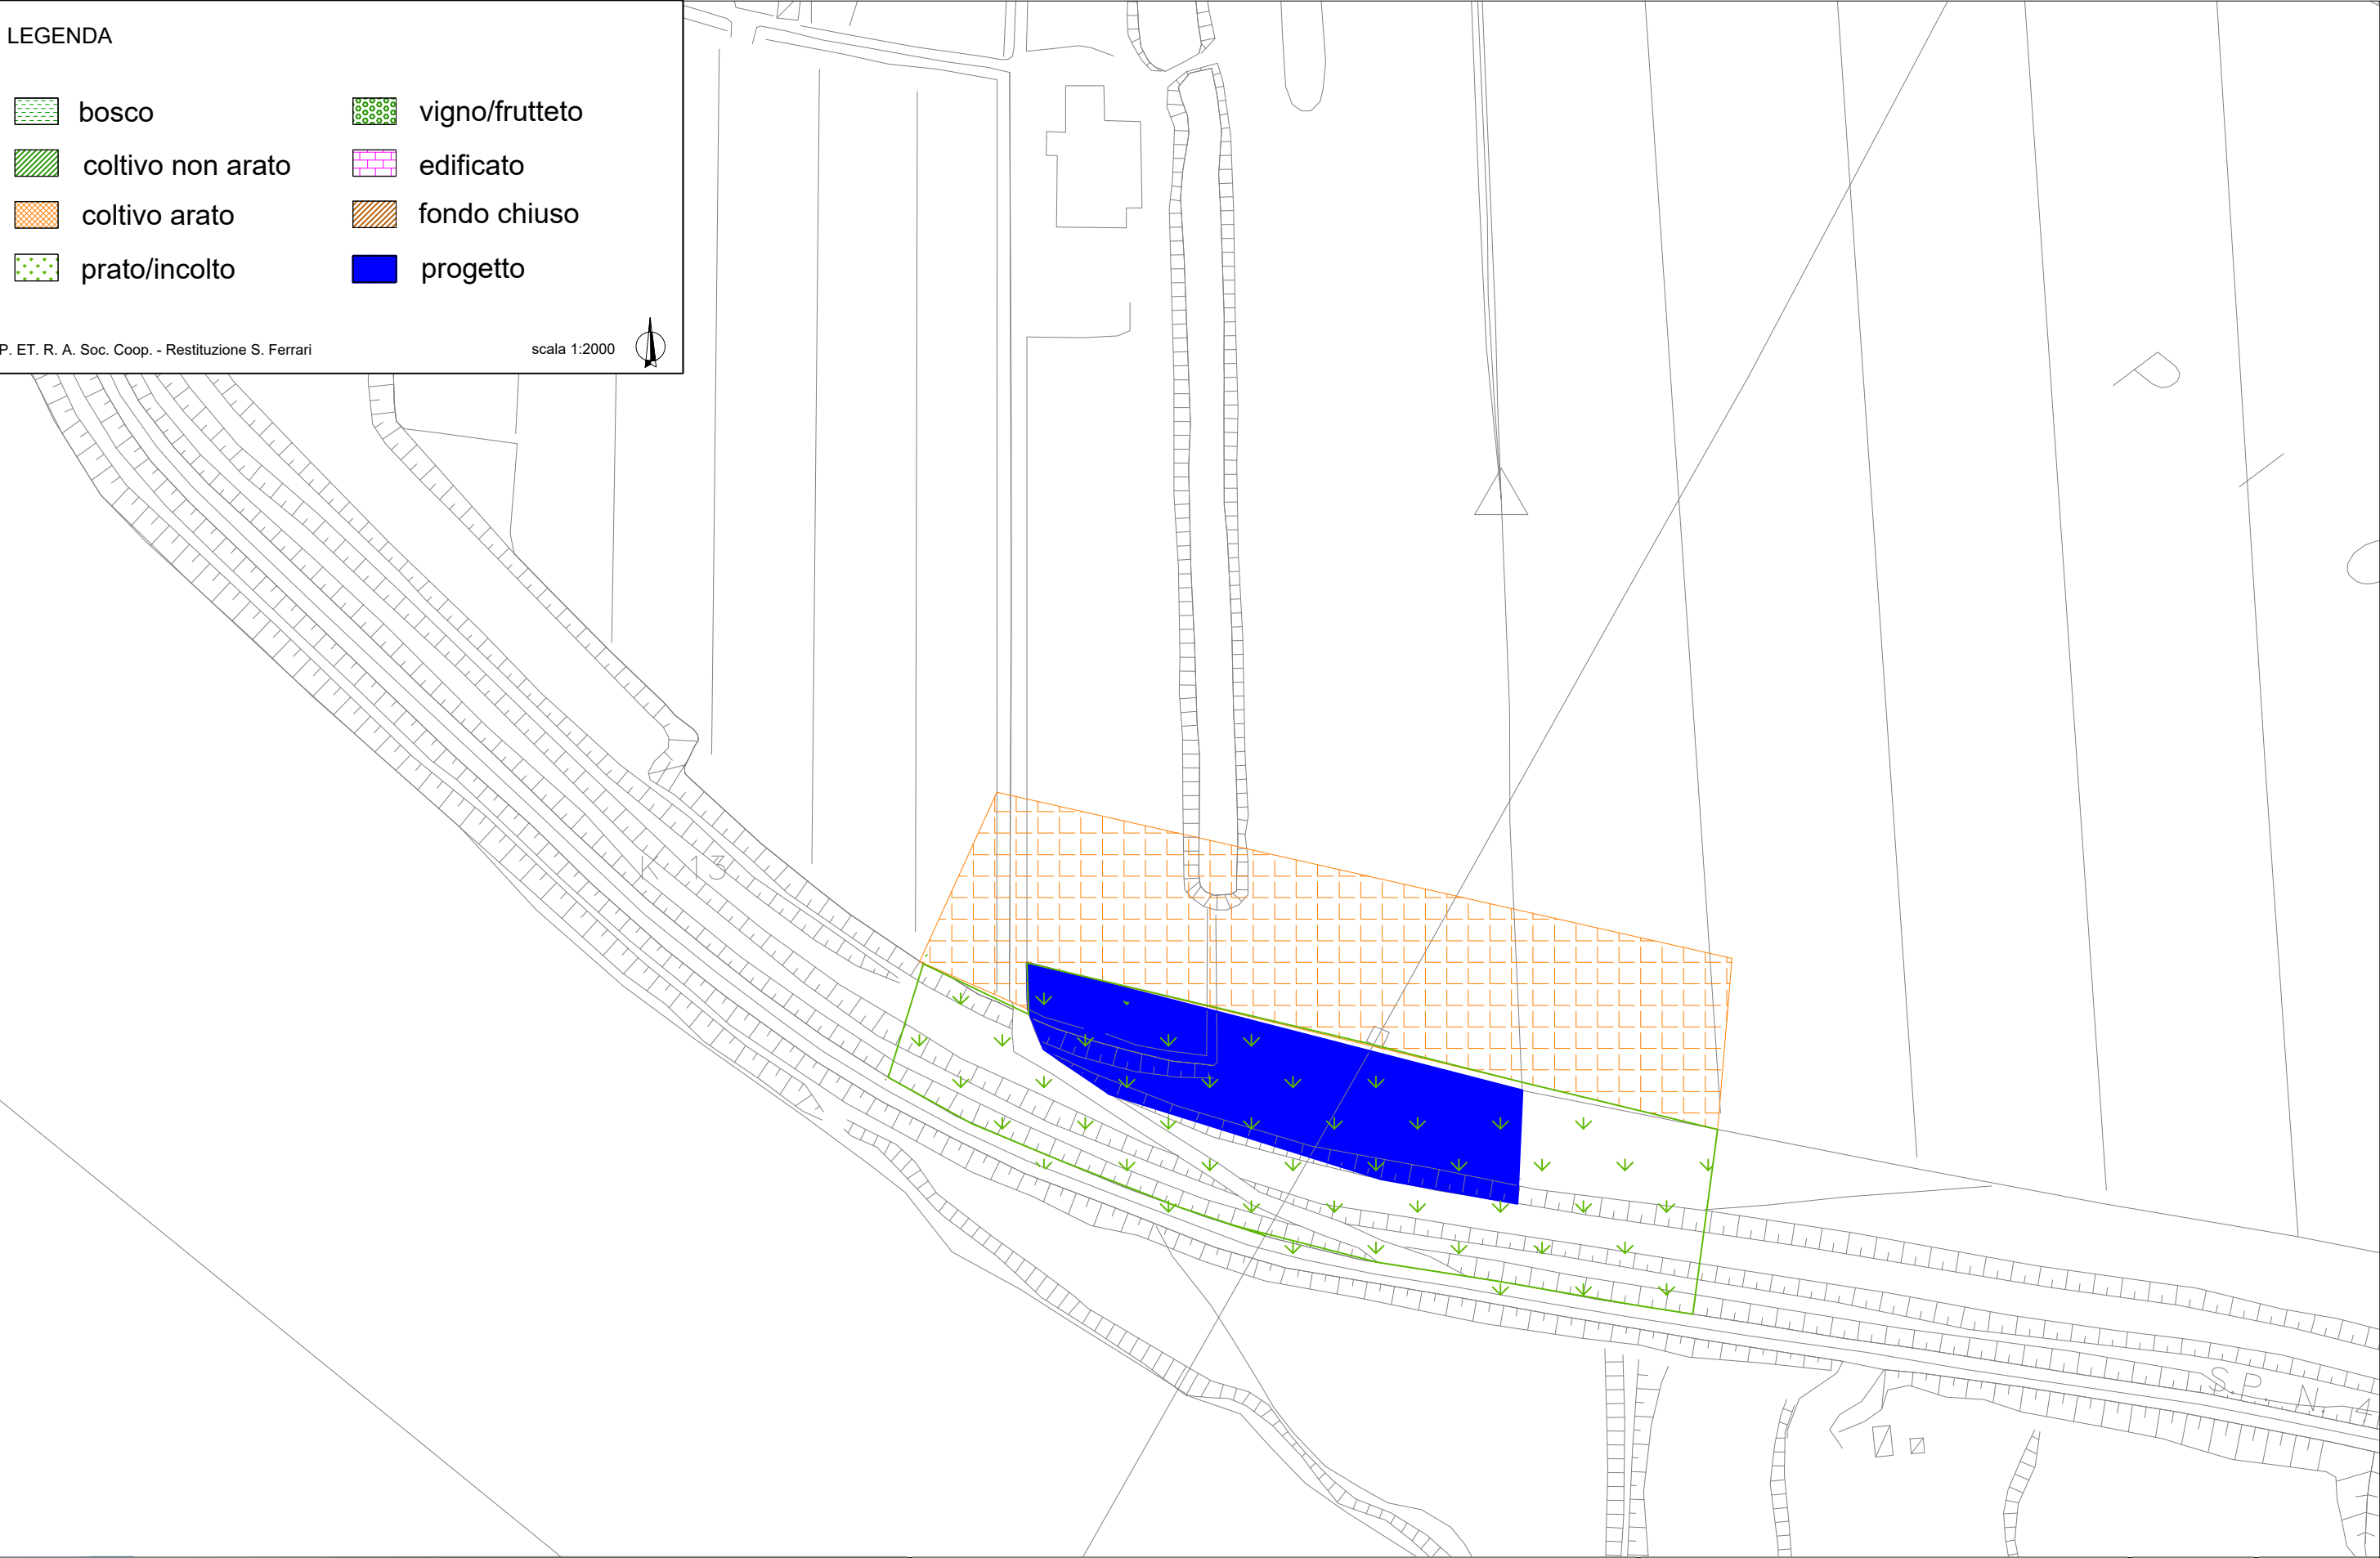 LEGENDA
bosco
vigno/frutteto
coltivo non arato
edificato
coltivo arato
fondo chiuso
prato/incolto
progetto
P. ET. R. A. Soc. Coop. - Restituzione S. Ferrari
scala 1:2000
P
K 13
S.P. N.